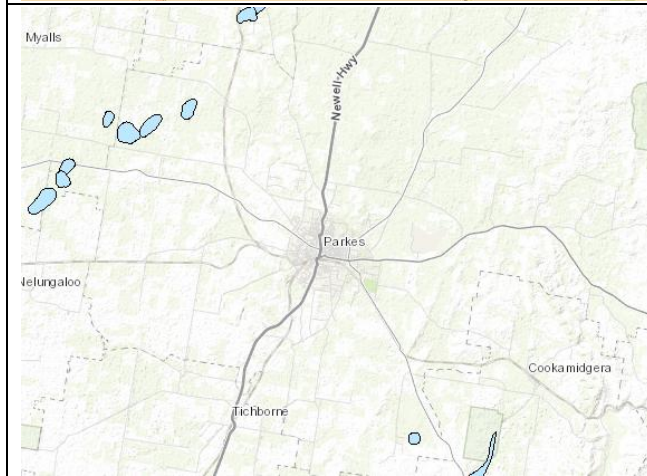 Myalls
Newell-Hwy
Parkes
Nelungaloo
Cookamidgera
Tichborne